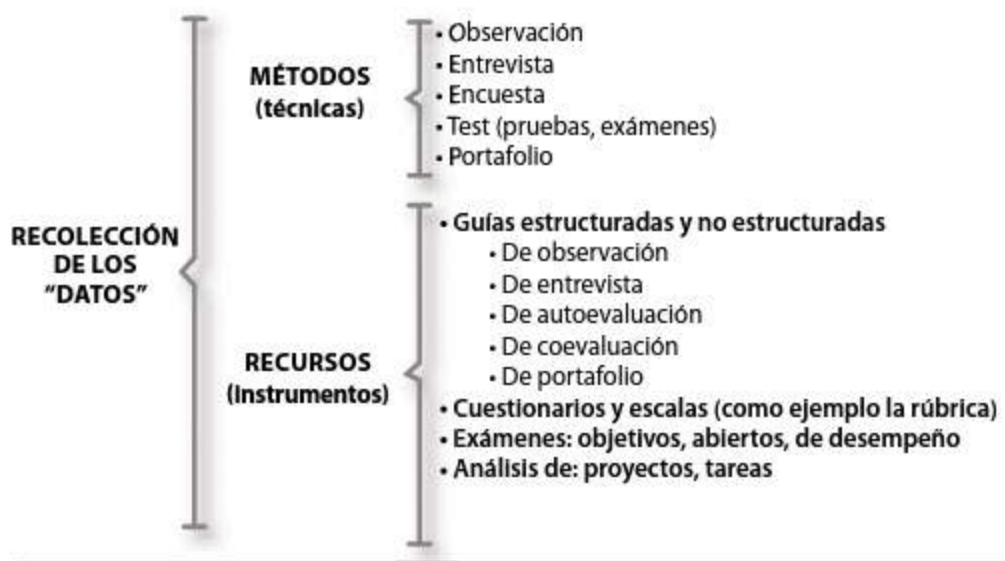 RECOLECCIÓN
DE LOS
"DATOS"
MÉTODOS
(técnicas)
• Observación
• Entrevista
• Encuesta
• Test (pruebas, exámenes)
• Portafolio
RECURSOS
(instrumentos)
• Guías estructuradas y no estructuradas
• De observación
• De entrevista
• De autoevaluación
• De coevaluación
• De portafolio
• Cuestionarios y escalas (como ejemplo la rúbrica)
• Exámenes: objetivos, abiertos, de desempeño
• Análisis de: proyectos, tareas